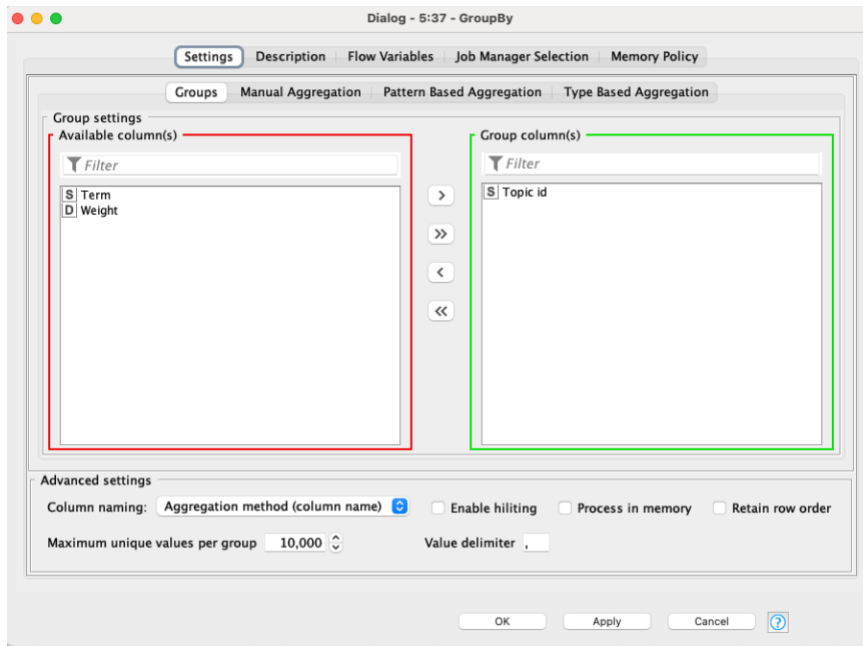 Dialog - 5:37 - GroupBy
Settings Description Flow Variables Job Manager Selection Memory Policy
Groups Manual Aggregation Pattern Based Aggregation Type Based Aggregation
Group settings
Available column(s)
Filter
S Term
D Weight
>
>>
<
<<
Group column(s)
Filter
S Topic id
Advanced settings
Column naming: Aggregation method (column name) Enable hiliting Process in memory Retain row order
Maximum unique values per group 10,000 Value delimiter ,
OK Apply Cancel ?